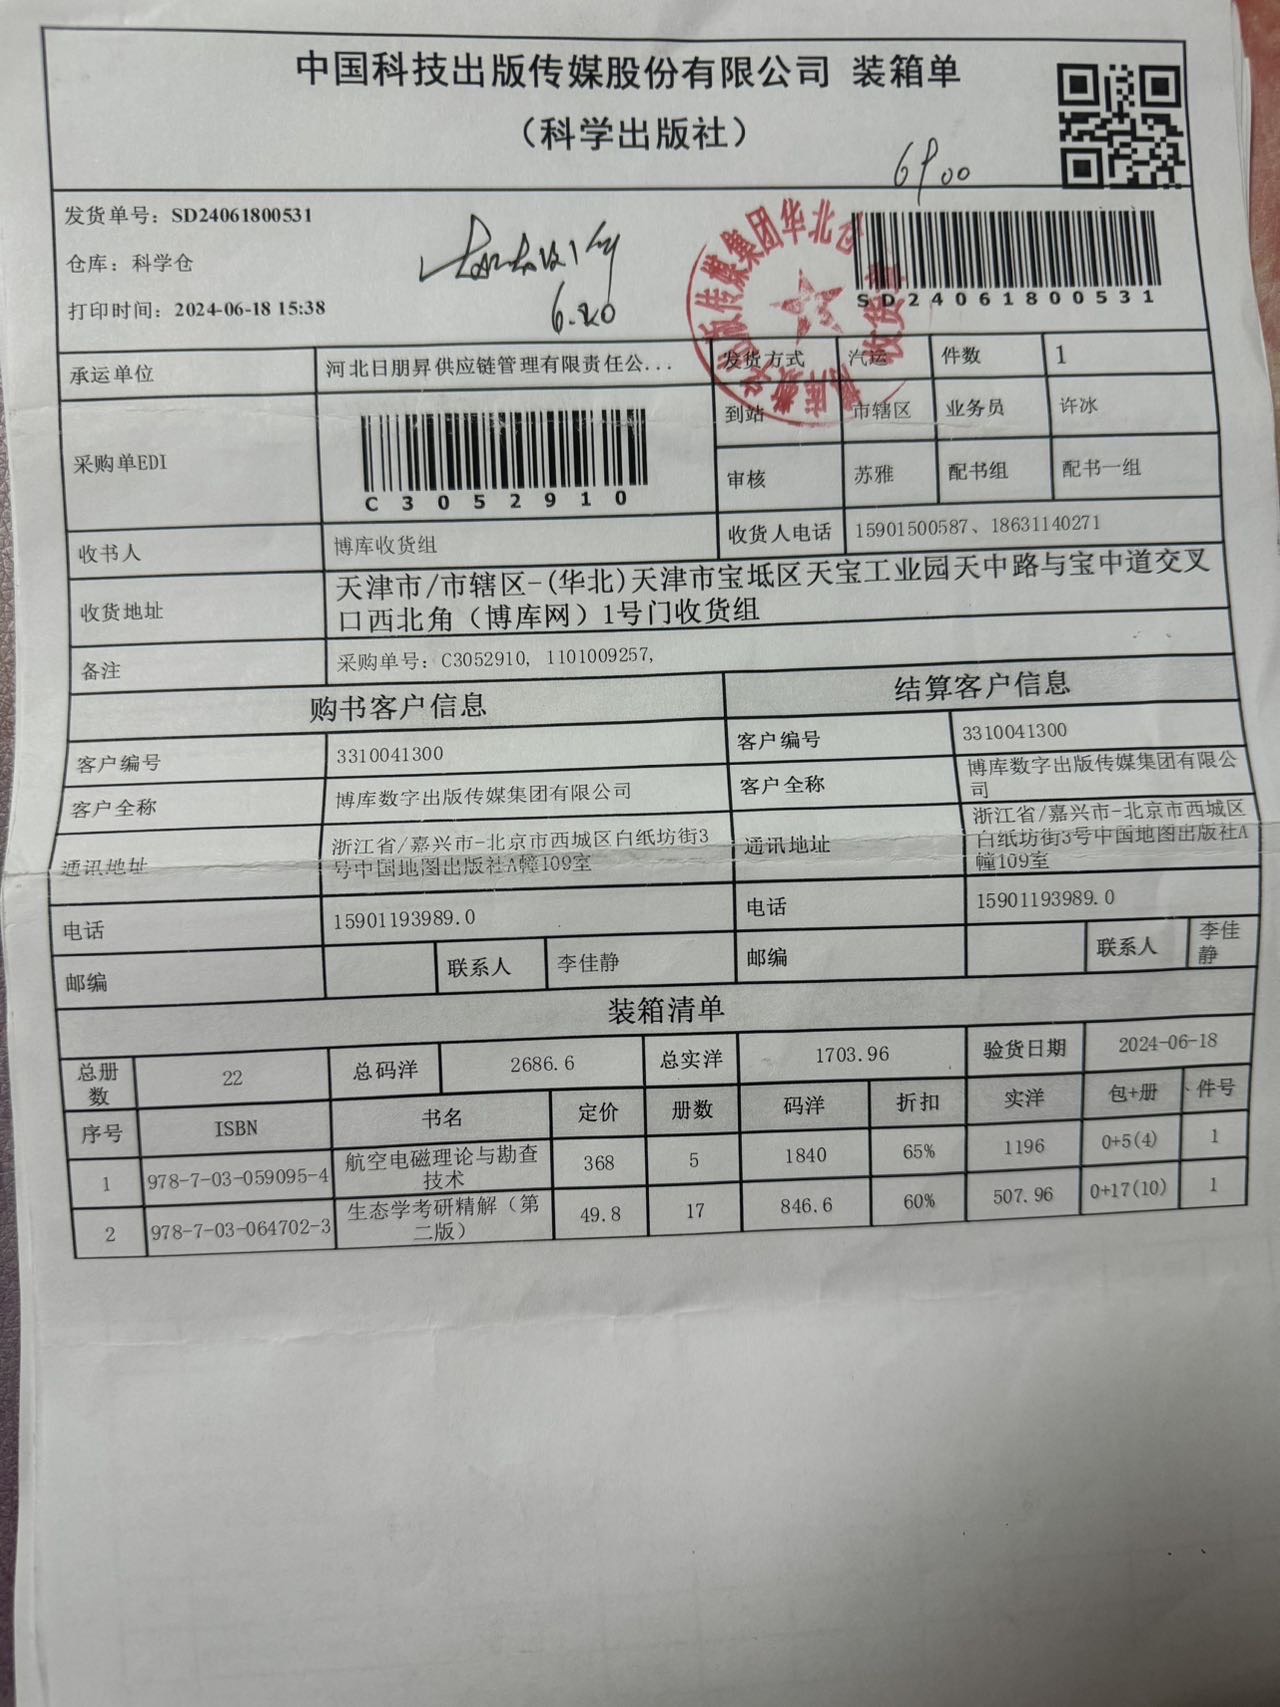 中国科技出版传媒股份有限公司 装箱单
（科学出版社）
6900
发货单号：SD24061800531
仓库：科学仓
打印时间：2024-06-18 15:38
6.20
SD24061800531
承运单位 河北日朋昇供应链管理有限责任公... 发货方式 汽运 件数 1
到站 市辖区 业务员 许冰
采购单EDI C3052910
审核 苏雅 配书组 配书一组
收书人 博库收货组 收货人电话 15901500587、18631140271
收货地址 天津市/市辖区-(华北)天津市宝坻区天宝工业园天中路与宝中道交叉
口西北角（博库网）1号门收货组
备注 采购单号：C3052910, 1101009257,
购书客户信息 结算客户信息
客户编号 3310041300 客户编号 3310041300
客户全称 博库数字出版传媒集团有限公司 客户全称 博库数字出版传媒集团有限公
司
通讯地址 浙江省/嘉兴市-北京市西城区白纸坊街3
号中国地图出版社A幢109室
通讯地址 浙江省/嘉兴市-北京市西城区
白纸坊街3号中国地图出版社A
幢109室
电话 15901193989.0 电话 15901193989.0
邮编 联系人 李佳静 邮编 联系人 李佳
静
装箱清单
总册
数 22 总码洋 2686.6 总实洋 1703.96 验货日期 2024-06-18
序号 ISBN 书名 定价 册数 码洋 折扣 实洋 包+册 件号
1 978-7-03-059095-4 航空电磁理论与勘查
技术 368 5 1840 65% 1196 0+5(4) 1
2 978-7-03-064702-3 生态学考研精解（第
二版） 49.8 17 846.6 60% 507.96 0+17(10) 1